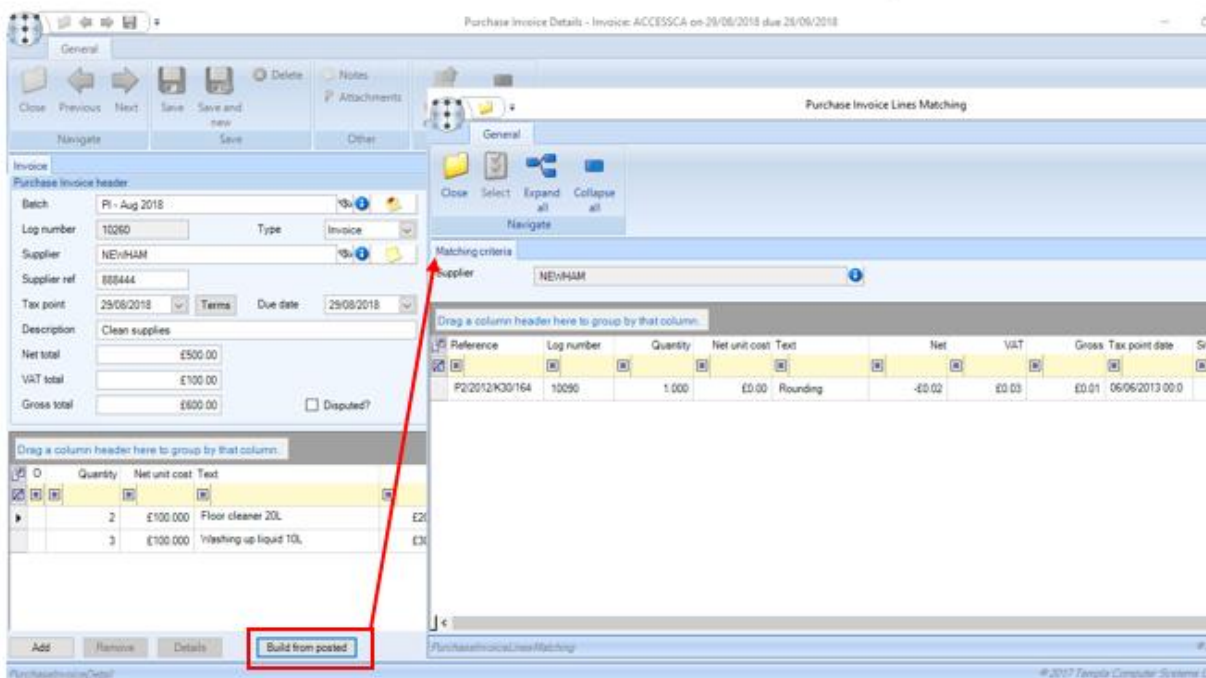 Purchase Invoice Details - Invoice: ACCESSCA on 29/08/2018 due 28/09/2018
General
Close Previous Next Save Save and new Delete Notes Attachments
Navigate Save Other
Invoice
Purchase Invoice header
Batch PI - Aug 2018
Log number 10260 Type Invoice
Supplier NEWHAM
Supplier ref 888444
Tax point 29/08/2018 Terms Due date 29/08/2018
Description Clean supplies
Net total £500.00
VAT total £100.00
Gross total £600.00 Disputed?
Drag a column header here to group by that column.
O Quantity Net unit cost Text
2 £100.000 Floor cleaner 20L £20
3 £100.000 Washing up liquid 10L £30
Add Remove Details Build from posted
PurchaseInvoiceDetail
Purchase Invoice Lines Matching
General
Close Select Expand all Collapse all
Navigate
Matching criteria
Supplier NEWHAM
Drag a column header here to group by that column.
Reference Log number Quantity Net unit cost Text Net VAT Gross Tax point date
P2/2012/K30/164 10090 1.000 £0.00 Rounding -£0.02 £0.03 £0.01 06/06/2013 00:0
PurchaseInvoiceLinesMatching
© 2017 Templa Computer Systems